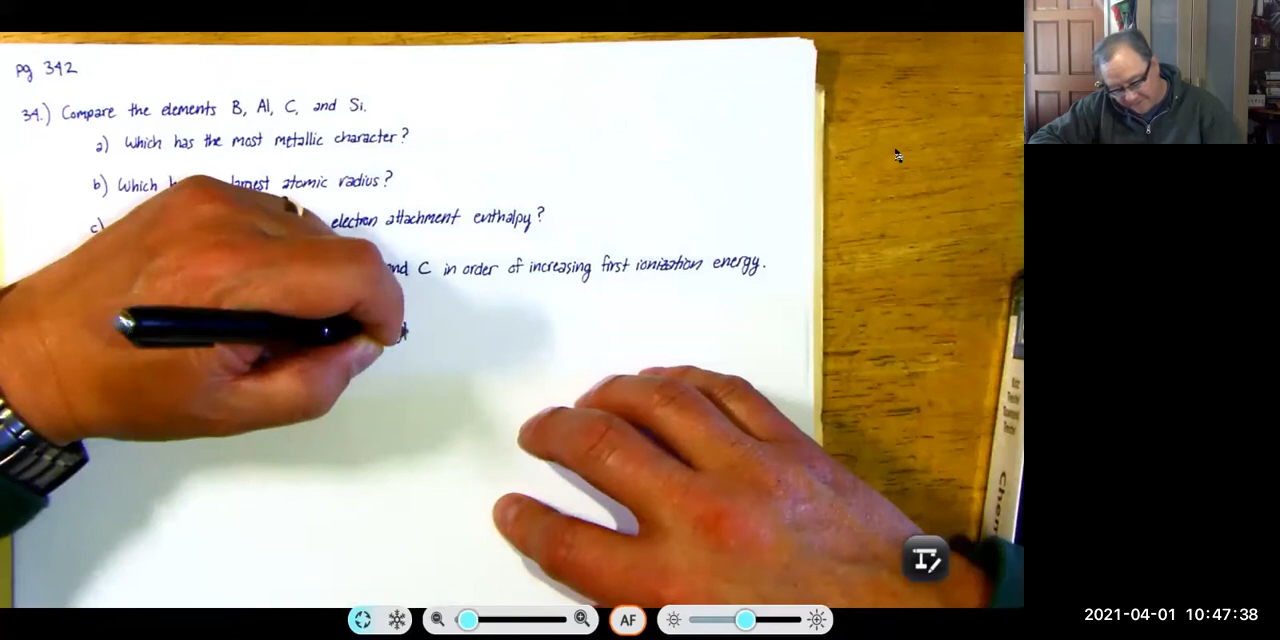 pg 342
34.) Compare the elements B, Al, C, and Si.
a) Which has the most metallic character?
b) Which largest atomic radius?
c) electron attachment enthalpy?
and C in order of increasing first ionization energy.
Chem
AF
2021-04-01 10:47:38